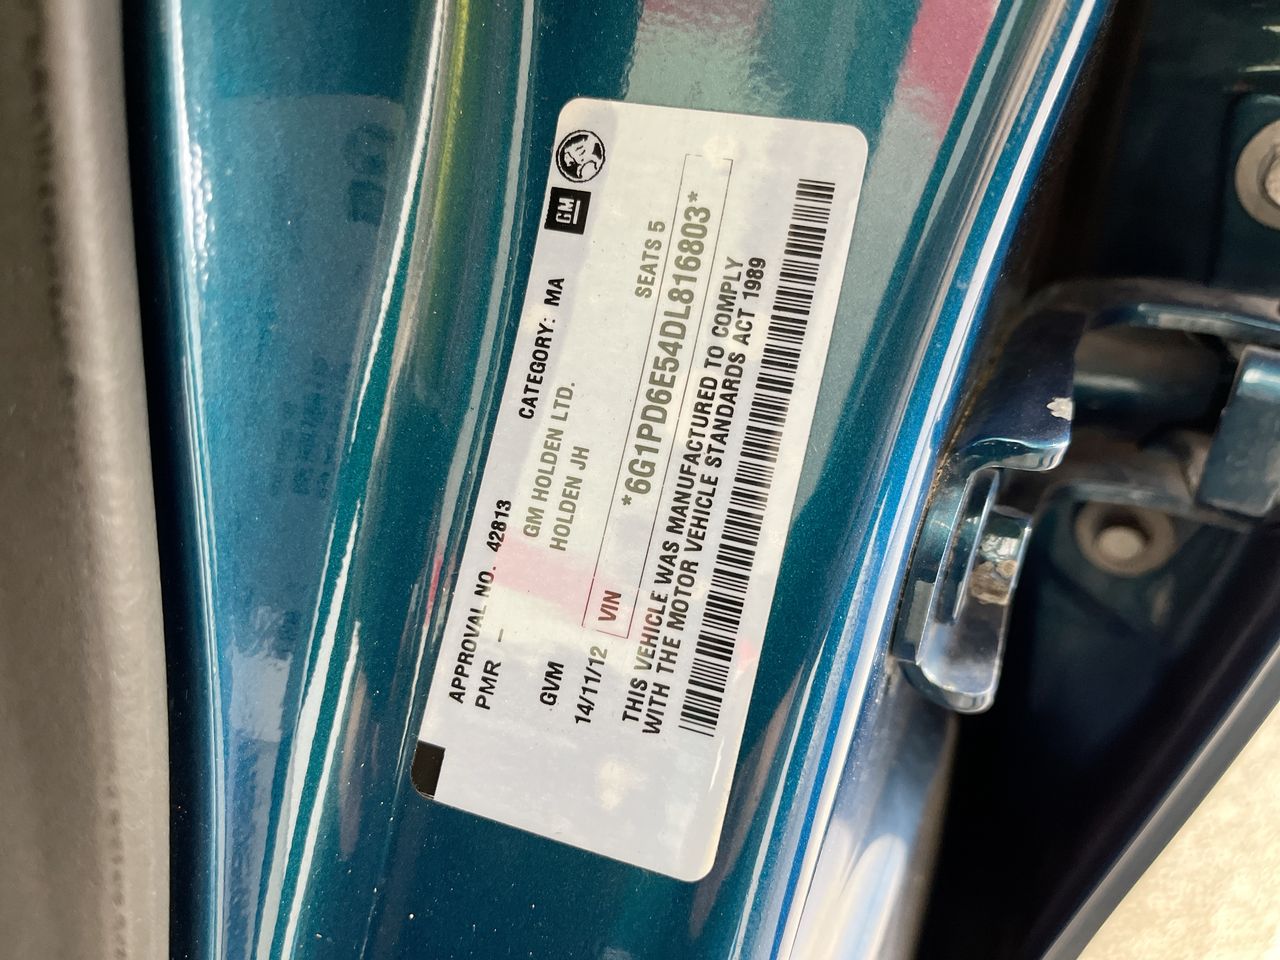 GM
APPROVAL NO. 42813 CATEGORY: MA
PMR –
GM HOLDEN LTD.
HOLDEN JH
GVM SEATS 5
14/11/12 VIN *6G1PD6E54DL816803*
THIS VEHICLE WAS MANUFACTURED TO COMPLY
WITH THE MOTOR VEHICLE STANDARDS ACT 1989